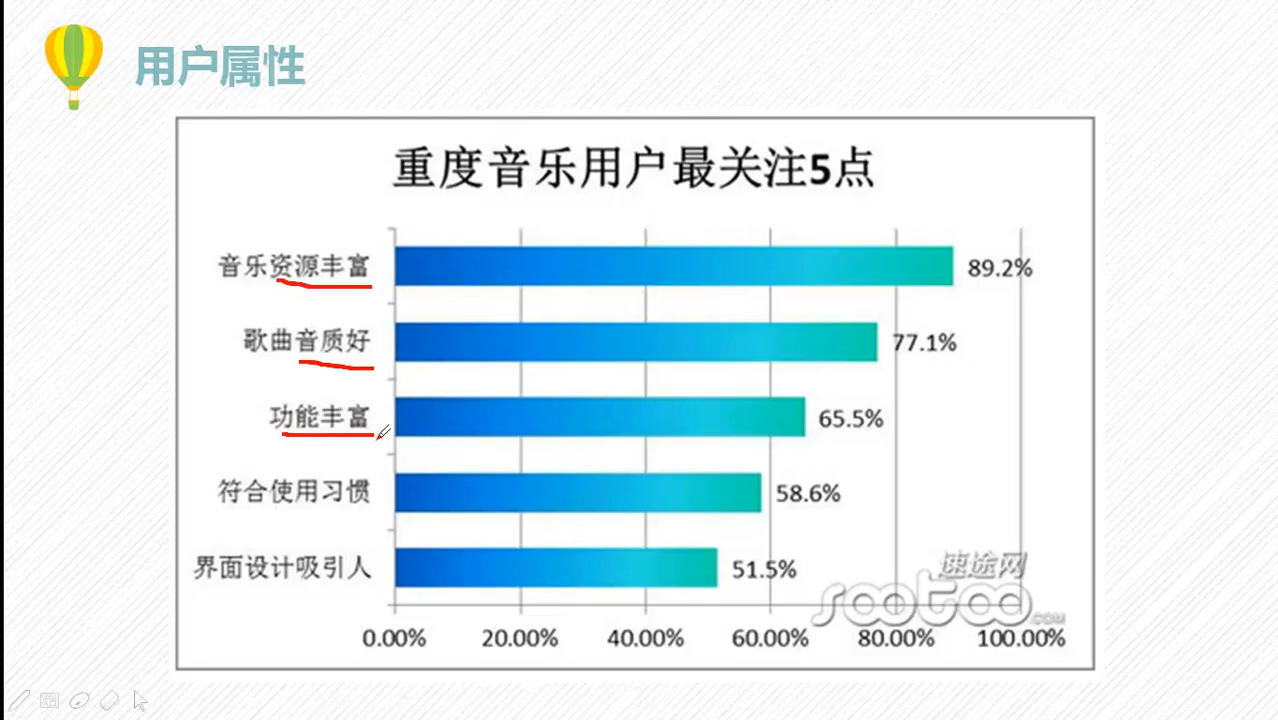 用户属性
重度音乐用户最关注5点
音乐资源丰富
89.2%
歌曲音质好
77.1%
功能丰富
65.5%
符合使用习惯
58.6%
界面设计吸引人
51.5%
速途网
sootoo
.COM
0.00% 20.00% 40.00% 60.00% 80.00% 100.00%